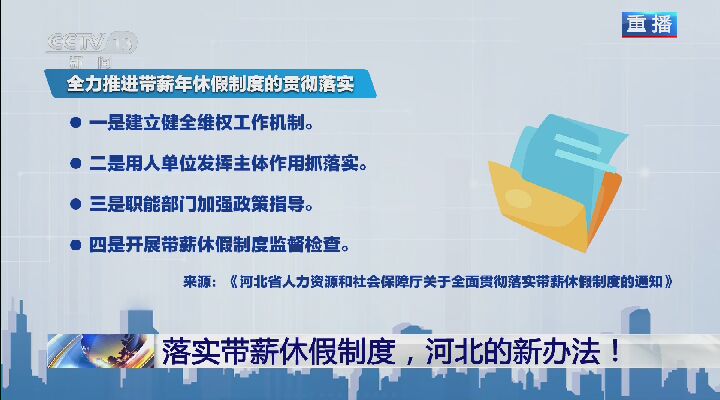 CCTV 13
新闻
重播
全力推进带薪年休假制度的贯彻落实
● 一是建立健全维权工作机制。
● 二是用人单位发挥主体作用抓落实。
● 三是职能部门加强政策指导。
● 四是开展带薪休假制度监督检查。
来源：《河北省人力资源和社会保障厅关于全面贯彻落实带薪休假制度的通知》
落实带薪休假制度，河北的新办法！